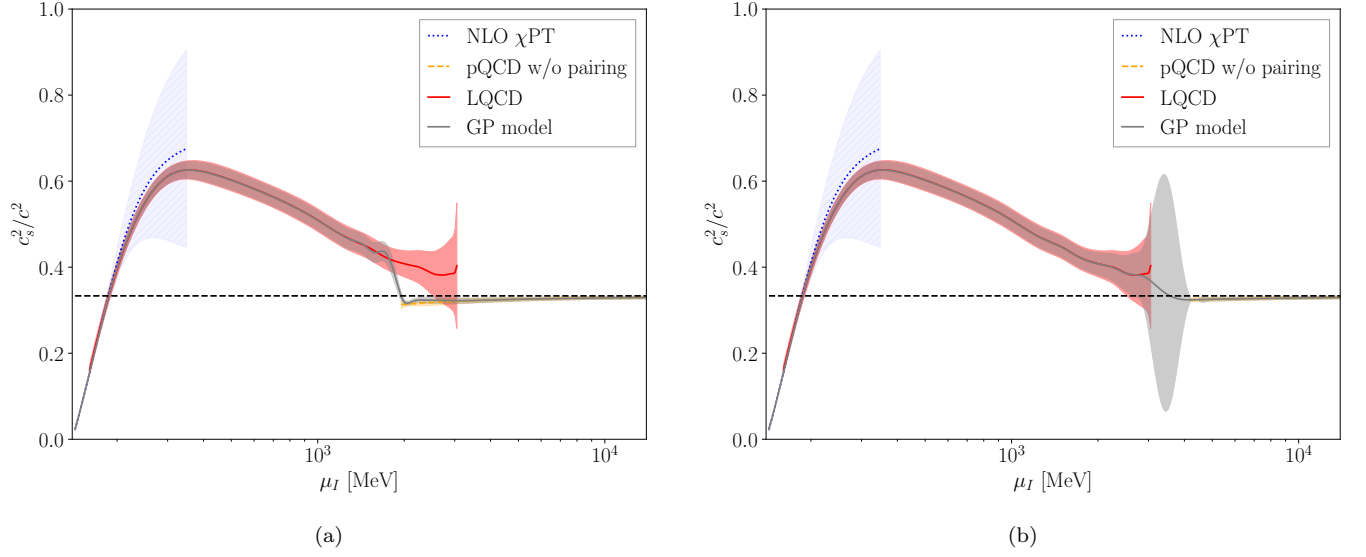 1.0
0.8
0.6
0.4
0.2
0.0
c_s^2/c^2
10^3
10^4
μ_I [MeV]
NLO χPT
pQCD w/o pairing
LQCD
GP model
(a)
1.0
0.8
0.6
0.4
0.2
0.0
c_s^2/c^2
10^3
10^4
μ_I [MeV]
NLO χPT
pQCD w/o pairing
LQCD
GP model
(b)